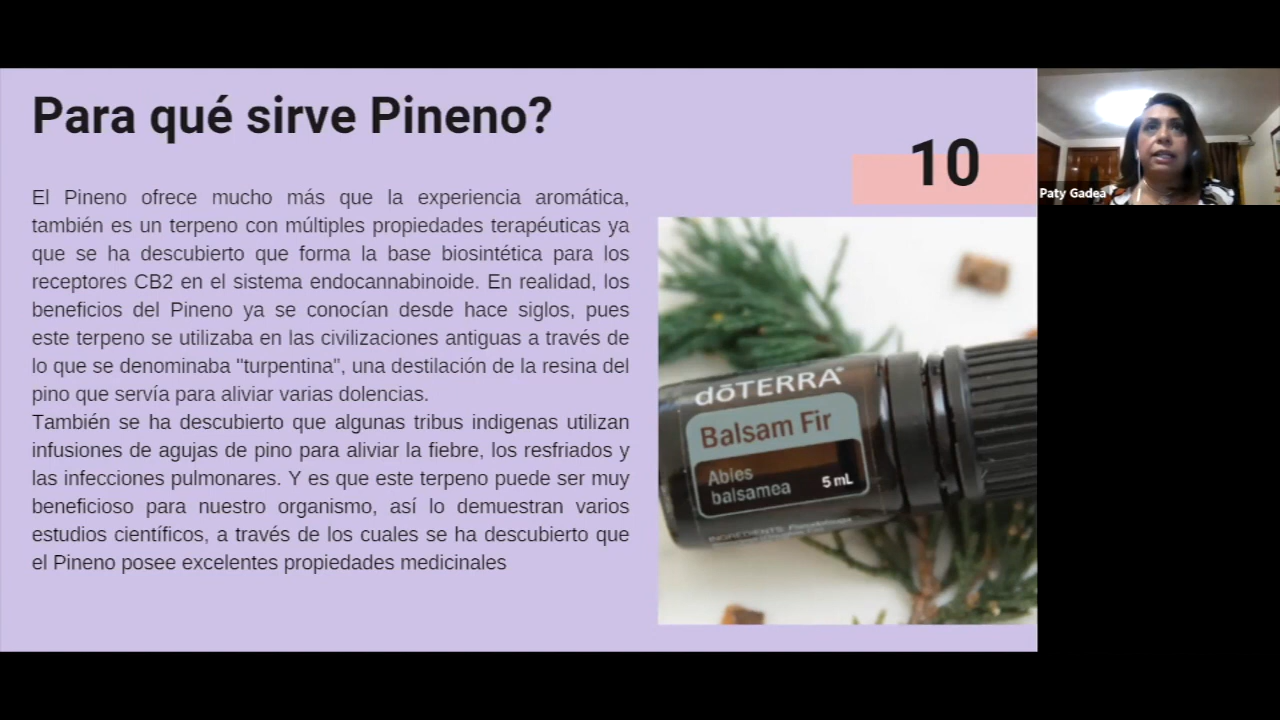 Para qué sirve Pineno?
10
El Pineno ofrece mucho más que la experiencia aromática,
también es un terpeno con múltiples propiedades terapéuticas ya
que se ha descubierto que forma la base biosintética para los
receptores CB2 en el sistema endocannabinoide. En realidad, los
beneficios del Pineno ya se conocían desde hace siglos, pues
este terpeno se utilizaba en las civilizaciones antiguas a través de
lo que se denominaba "turpentina", una destilación de la resina del
pino que servía para aliviar varias dolencias.
También se ha descubierto que algunas tribus indigenas utilizan
infusiones de agujas de pino para aliviar la fiebre, los resfriados y
las infecciones pulmonares. Y es que este terpeno puede ser muy
beneficioso para nuestro organismo, así lo demuestran varios
estudios científicos, a través de los cuales se ha descubierto que
el Pineno posee excelentes propiedades medicinales
dōTERRA
Balsam Fir
Abies
balsamea 5 mL
Paty Gadea